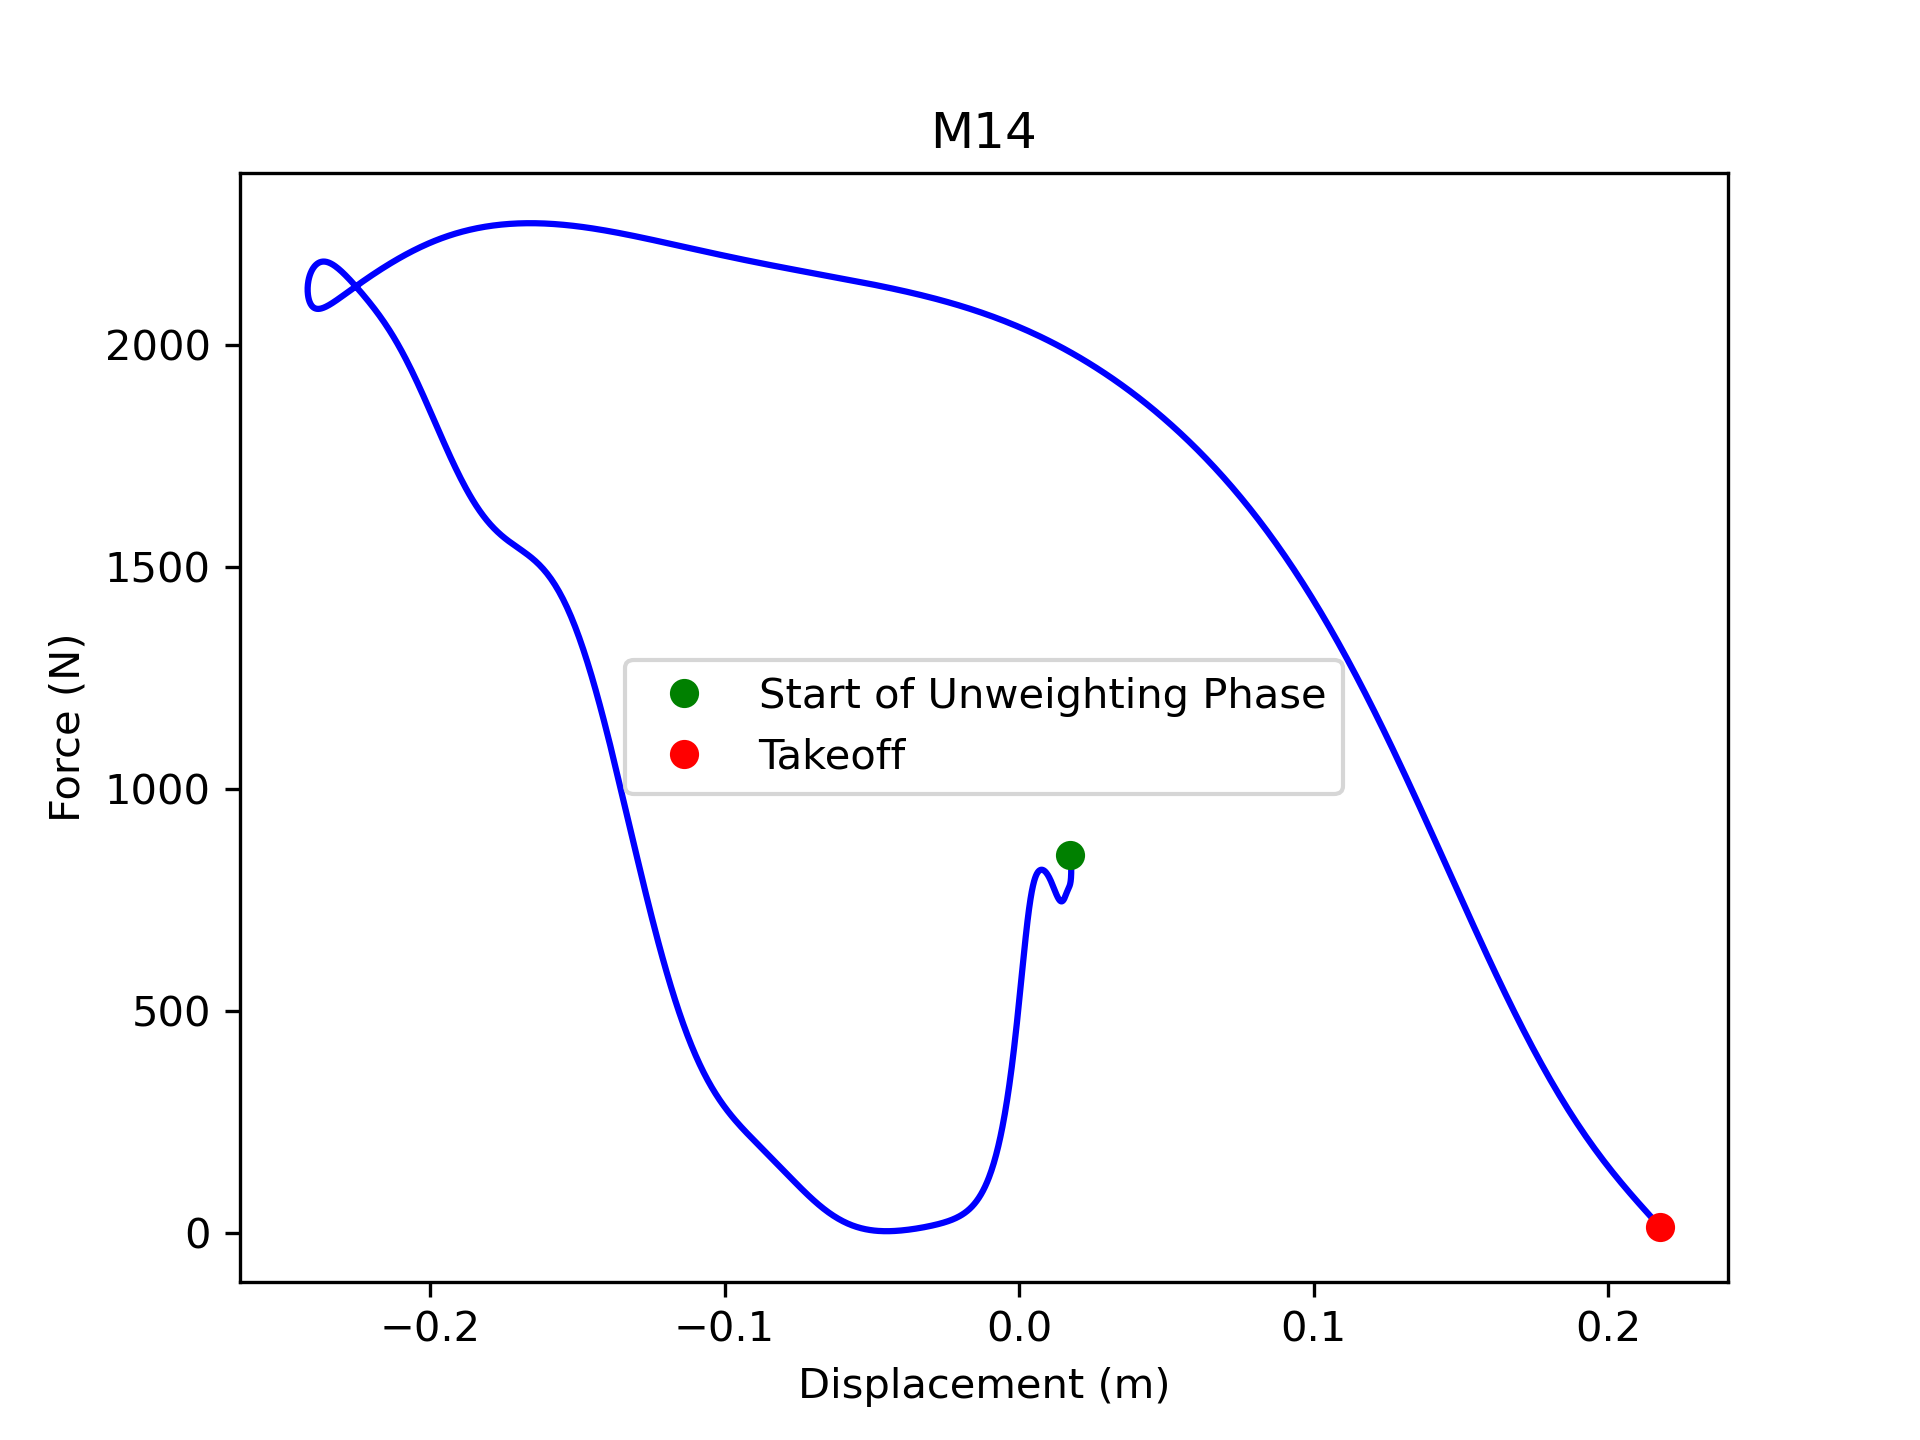 M14
Force (N)
2000
1500
1000
500
0
Start of Unweighting Phase
Takeoff
−0.2
−0.1
0.0
0.1
0.2
Displacement (m)